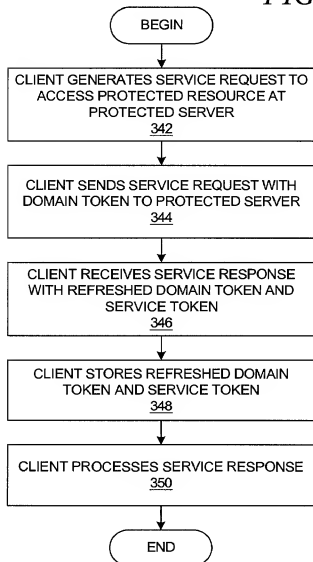 FIG
BEGIN
CLIENT GENERATES SERVICE REQUEST TO
ACCESS PROTECTED RESOURCE AT
PROTECTED SERVER
342
CLIENT SENDS SERVICE REQUEST WITH
DOMAIN TOKEN TO PROTECTED SERVER
344
CLIENT RECEIVES SERVICE RESPONSE
WITH REFRESHED DOMAIN TOKEN AND
SERVICE TOKEN
346
CLIENT STORES REFRESHED DOMAIN
TOKEN AND SERVICE TOKEN
348
CLIENT PROCESSES SERVICE RESPONSE
350
END